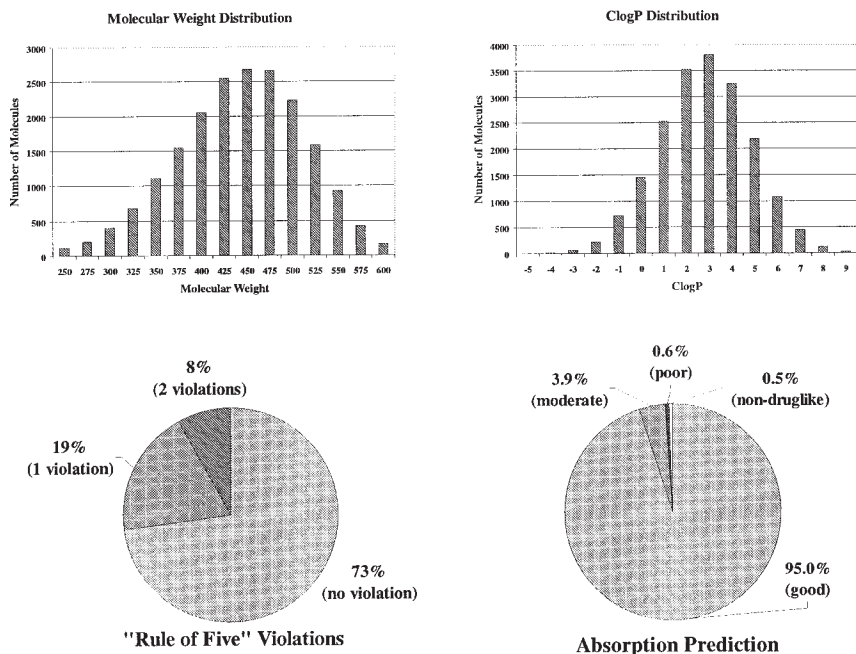 Molecular Weight Distribution
Number of Molecules
3000
2500
2000
1500
1000
500
0
250 275 300 325 350 375 400 425 450 475 500 525 550 575 600
Molecular Weight
ClogP Distribution
Number of Molecules
4000
3500
3000
2500
2000
1500
1000
500
0
-5 -4 -3 -2 -1 0 1 2 3 4 5 6 7 8 9
ClogP
8%
(2 violations)
19%
(1 violation)
73%
(no violation)
"Rule of Five" Violations
0.6%
(poor)
3.9%
(moderate)
0.5%
(non-druglike)
95.0%
(good)
Absorption Prediction